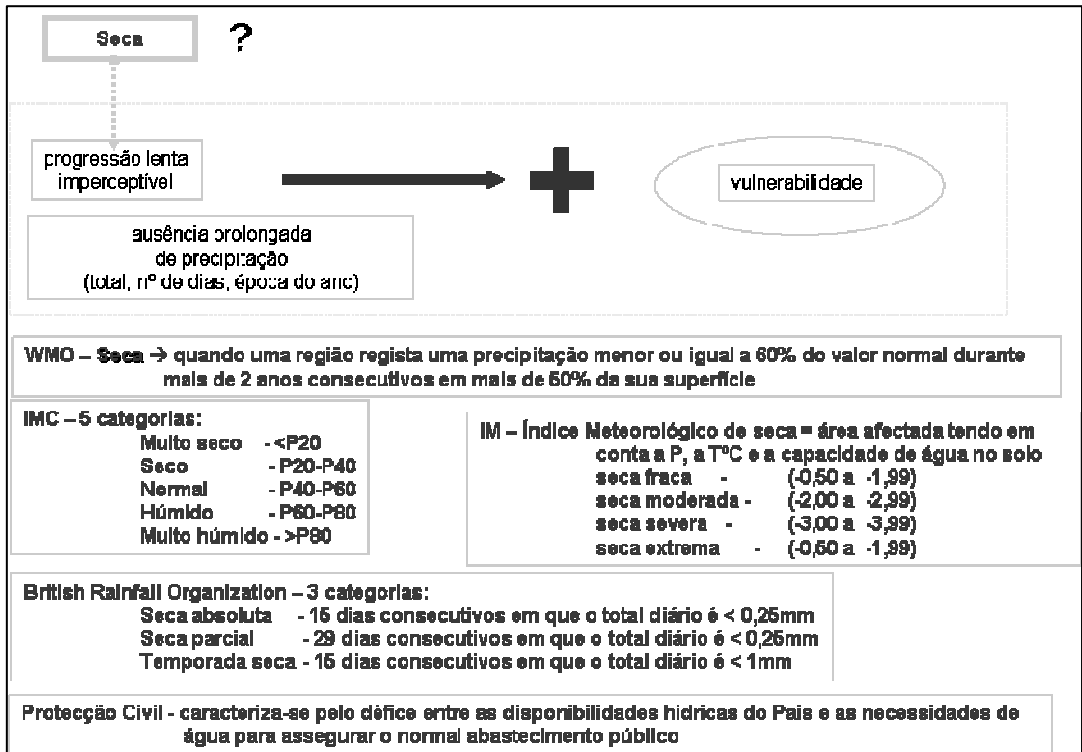 Seca ?
progressão lenta
imperceptível
vulnerabilidade
ausência prolongada
de precipitação
(total, nº de dias, época do ano)
WMO – Seca → quando uma região regista uma precipitação menor ou igual a 60% do valor normal durante
mais de 2 anos consecutivos em mais de 50% da sua superfície
IMC – 5 categorias:
Muito seco - <P20
Seco - P20-P40
Normal - P40-P60
Húmido - P60-P80
Muito húmido - >P80
IM – Índice Meteorológico de seca = área afectada tendo em
conta a P, a TºC e a capacidade de água no solo
seca fraca - (-0,50 a -1,99)
seca moderada - (-2,00 a -2,99)
seca severa - (-3,00 a -3,99)
seca extrema - (-0,50 a -1,99)
British Rainfall Organization – 3 categorias:
Seca absoluta - 15 dias consecutivos em que o total diário é < 0,25mm
Seca parcial - 29 dias consecutivos em que o total diário é < 0,25mm
Temporada seca - 15 dias consecutivos em que o total diário é < 1mm
Protecção Civil - caracteriza-se pelo défice entre as disponibilidades hídricas do País e as necessidades de
água para assegurar o normal abastecimento público